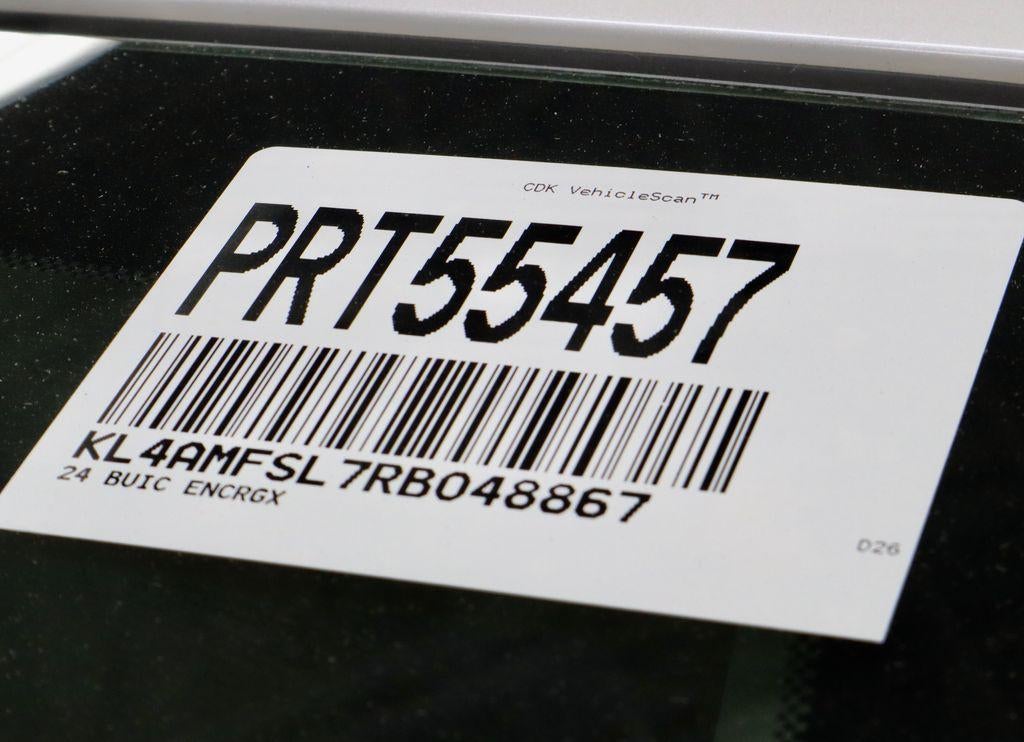 CDK VehicleScan™
PRT55457
KL4AMFSL7RB048867
24 BUIC ENCRGX
D26